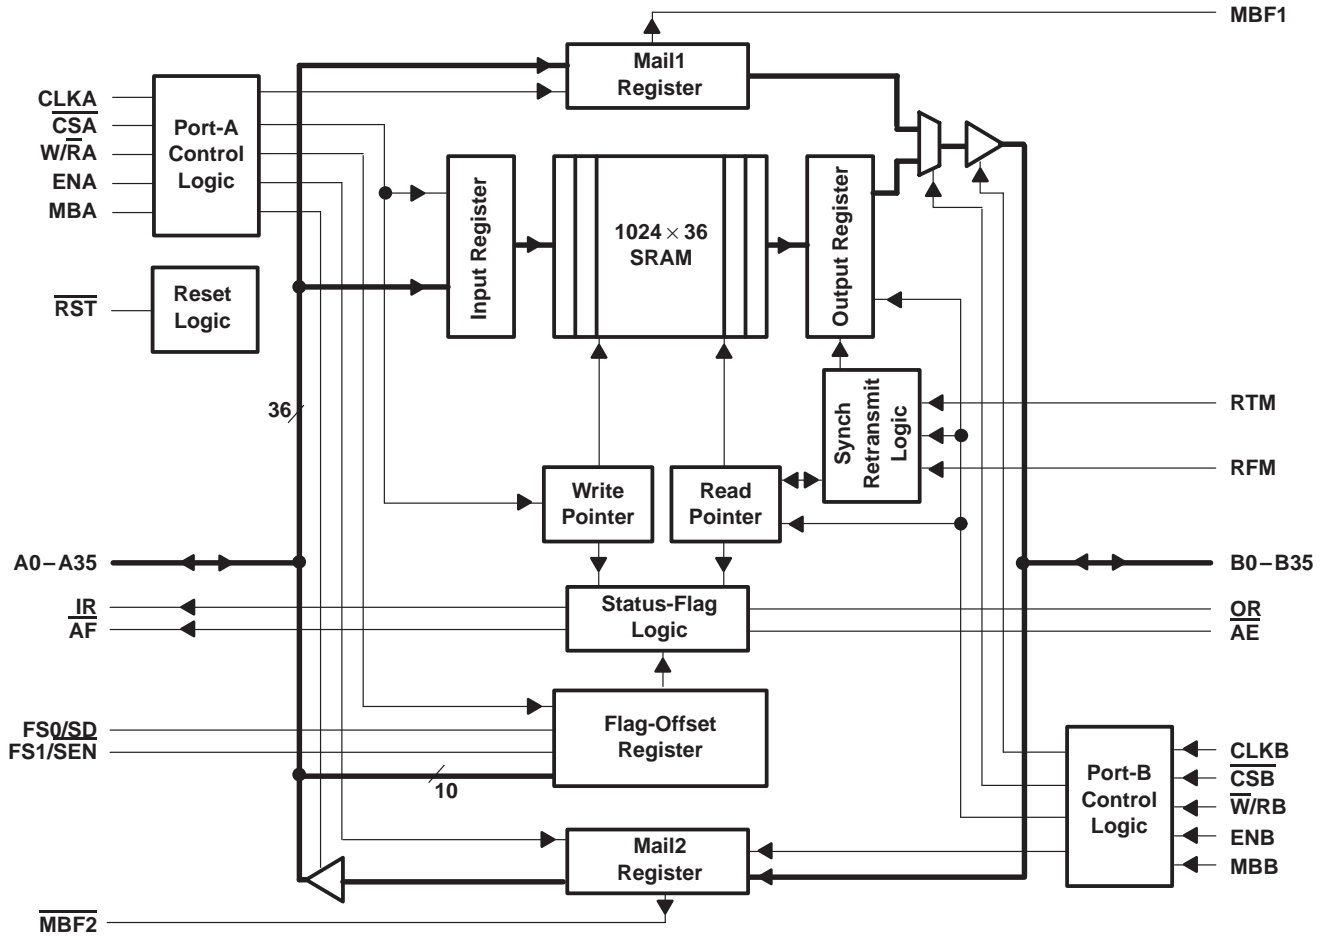 MBF1
Mail1
Register
CLKA
CSA
W/RA
ENA
MBA
Port-A
Control
Logic
Input Register
1024 × 36
SRAM
Output Register
RST
Reset
Logic
36
Synch
Retransmit
Logic
RTM
RFM
Write
Pointer
Read
Pointer
A0–A35
B0–B35
IR
AF
Status-Flag
Logic
OR
AE
FS0/SD
FS1/SEN
Flag-Offset
Register
10
Port-B
Control
Logic
CLKB
CSB
W/RB
ENB
MBB
Mail2
Register
MBF2